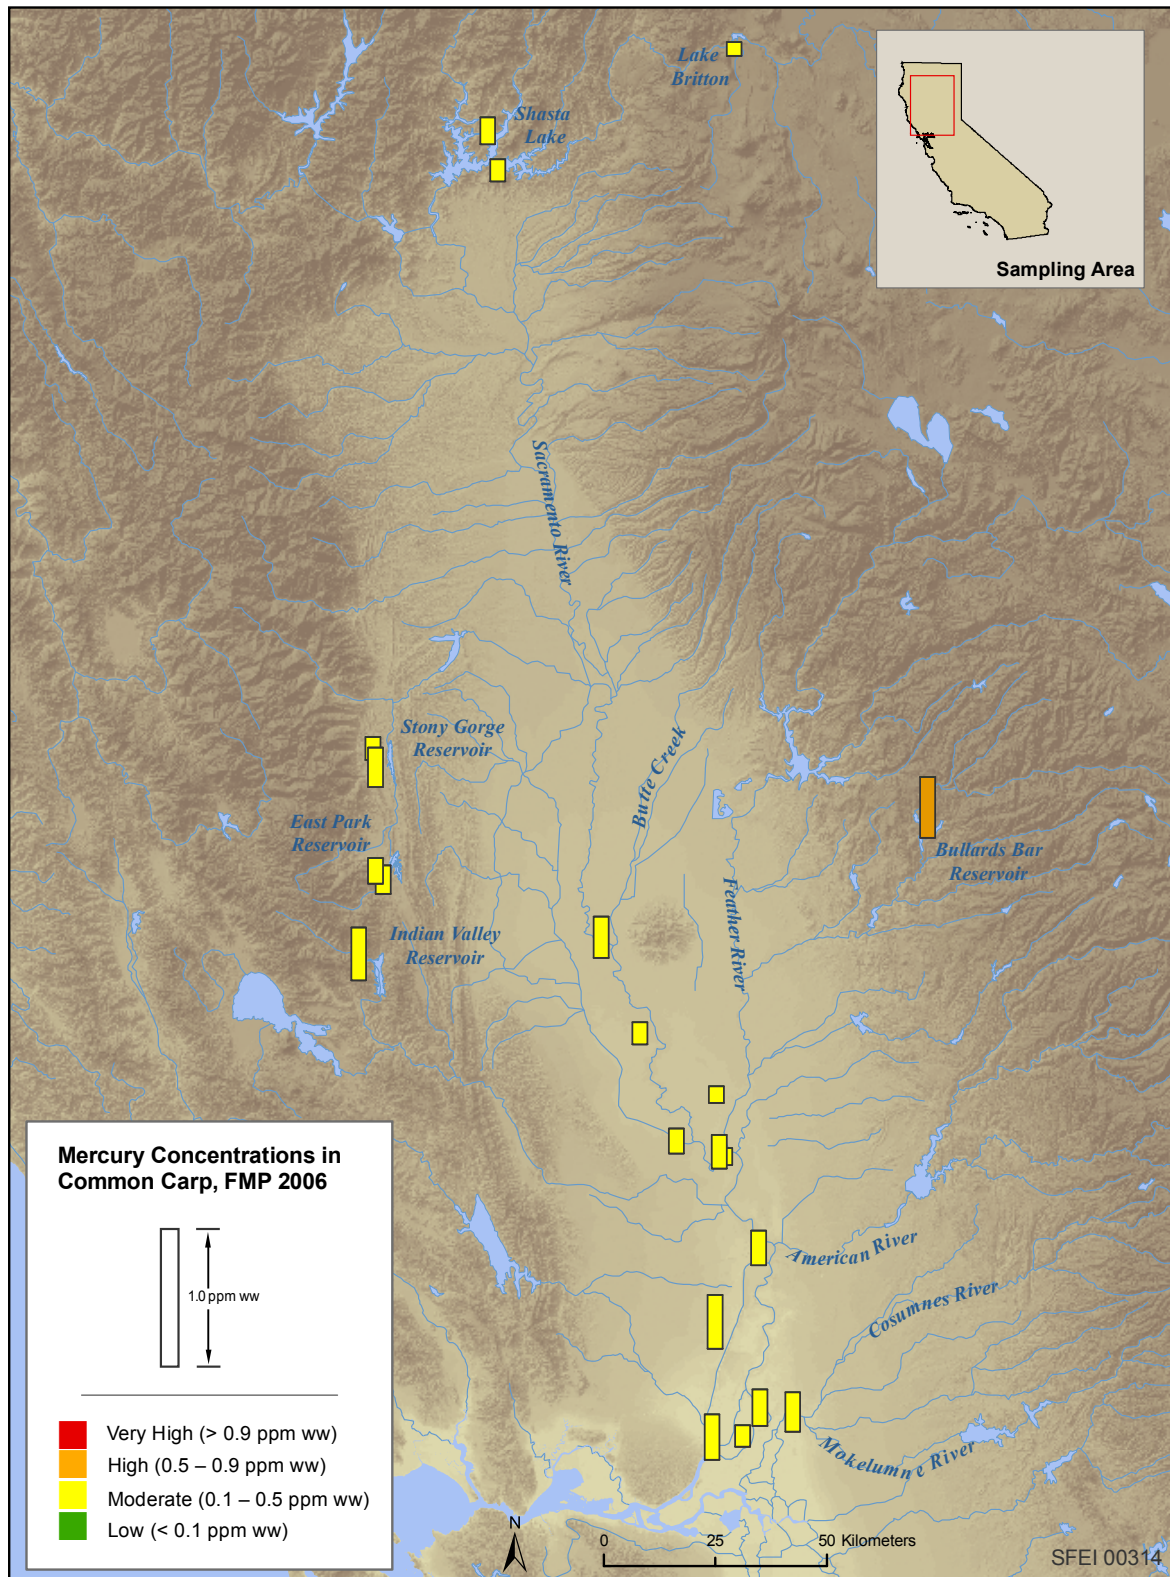 Lake
Britton
Shasta
Lake
Sampling Area
Sacramento River
Stony Gorge
Reservoir
Butte Creek
East Park
Reservoir
Bullards Bar
Reservoir
Feather River
Indian Valley
Reservoir
Mercury Concentrations in
Common Carp, FMP 2006
1.0 ppm ww
American River
Cosumnes River
Mokelumne River
Very High (> 0.9 ppm ww)
High (0.5 – 0.9 ppm ww)
Moderate (0.1 – 0.5 ppm ww)
Low (< 0.1 ppm ww)
N
0 25 50 Kilometers
SFEI 00314